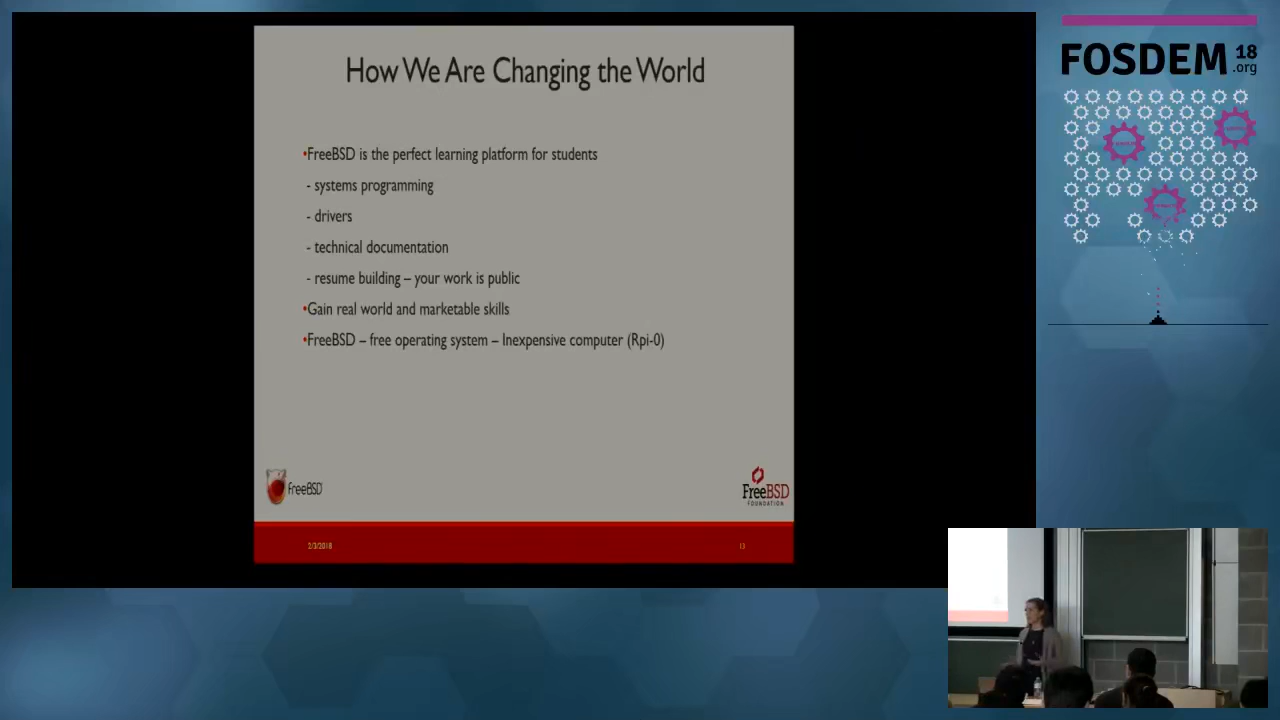 How We Are Changing the World
•FreeBSD is the perfect learning platform for students
- systems programming
- drivers
- technical documentation
- resume building – your work is public
•Gain real world and marketable skills
•FreeBSD – free operating system – Inexpensive computer (Rpi-0)
FreeBSD
FreeBSD
FOUNDATION
2/3/2018
13
FOSDEM 18
.org